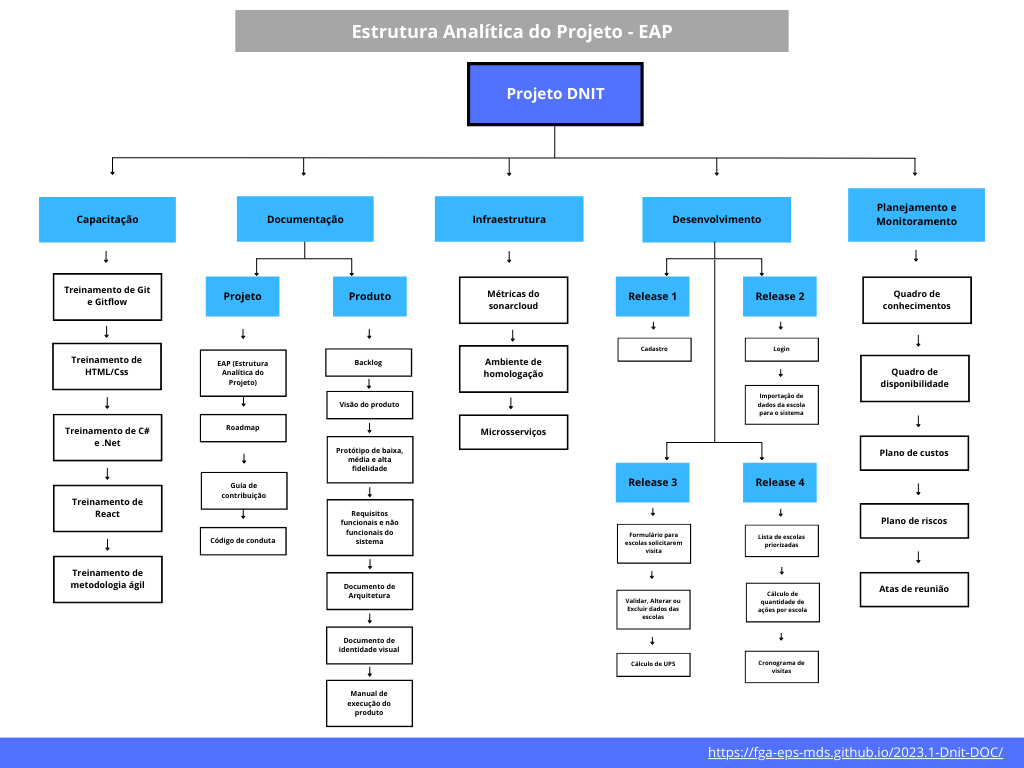 Estrutura Analítica do Projeto - EAP
Projeto DNIT
Capacitação
Treinamento de Git
e Gitflow
Treinamento de
HTML/Css
Treinamento de C#
e .Net
Treinamento de
React
Treinamento de
metodologia ágil
Documentação
Projeto
EAP (Estrutura
Analítica do
Projeto)
Roadmap
Guia de
contribuição
Código de conduta
Produto
Backlog
Visão do produto
Protótipo de baixa,
média e alta
fidelidade
Requisitos
funcionais e não
funcionais do
sistema
Documento de
Arquitetura
Documento de
identidade visual
Manual de
execução do
produto
Infraestrutura
Métricas do
sonarcloud
Ambiente de
homologação
Microsserviços
Desenvolvimento
Release 1
Cadastro
Release 2
Login
Importação de
dados da escola
para o sistema
Release 3
Formulário para
escolas solicitarem
visita
Validar, Alterar ou
Excluir dados das
escolas
Cálculo de UPS
Release 4
Lista de escolas
priorizadas
Cálculo de
quantidade de
ações por escola
Cronograma de
visitas
Planejamento e
Monitoramento
Quadro de
conhecimentos
Quadro de
disponibilidade
Plano de custos
Plano de riscos
Atas de reunião
https://fga-eps-mds.github.io/2023.1-Dnit-DOC/